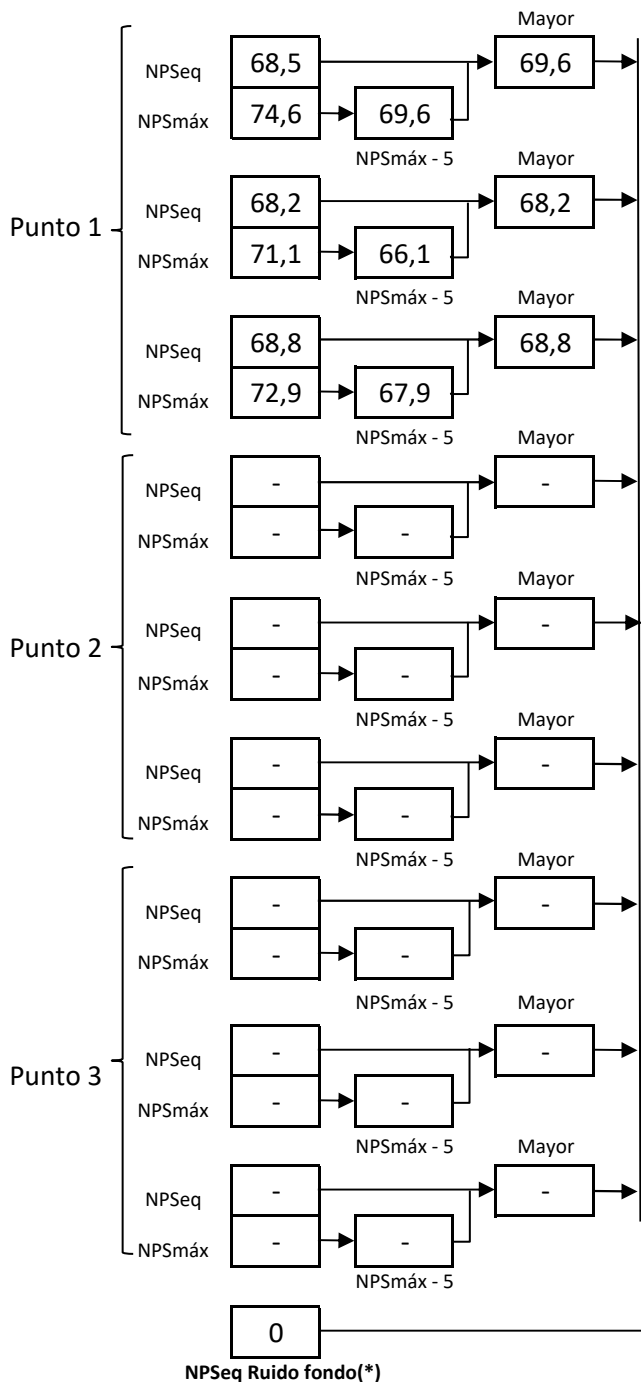 Mayor
NPSeq 68,5 69,6
NPSmáx 74,6 69,6
NPSmáx - 5
Mayor
NPSeq 68,2 68,2
Punto 1
NPSmáx 71,1 66,1
NPSmáx - 5
Mayor
NPSeq 68,8 68,8
NPSmáx 72,9 67,9
NPSmáx - 5
Mayor
NPSeq - -
NPSmáx - -
NPSmáx - 5
Mayor
NPSeq - -
Punto 2
NPSmáx - -
NPSmáx - 5
Mayor
NPSeq - -
NPSmáx - -
NPSmáx - 5
Mayor
NPSeq - -
NPSmáx - -
NPSmáx - 5
Mayor
NPSeq - -
Punto 3
NPSmáx - -
NPSmáx - 5
Mayor
NPSeq - -
NPSmáx - -
NPSmáx - 5
0
NPSeq Ruido fondo(*)